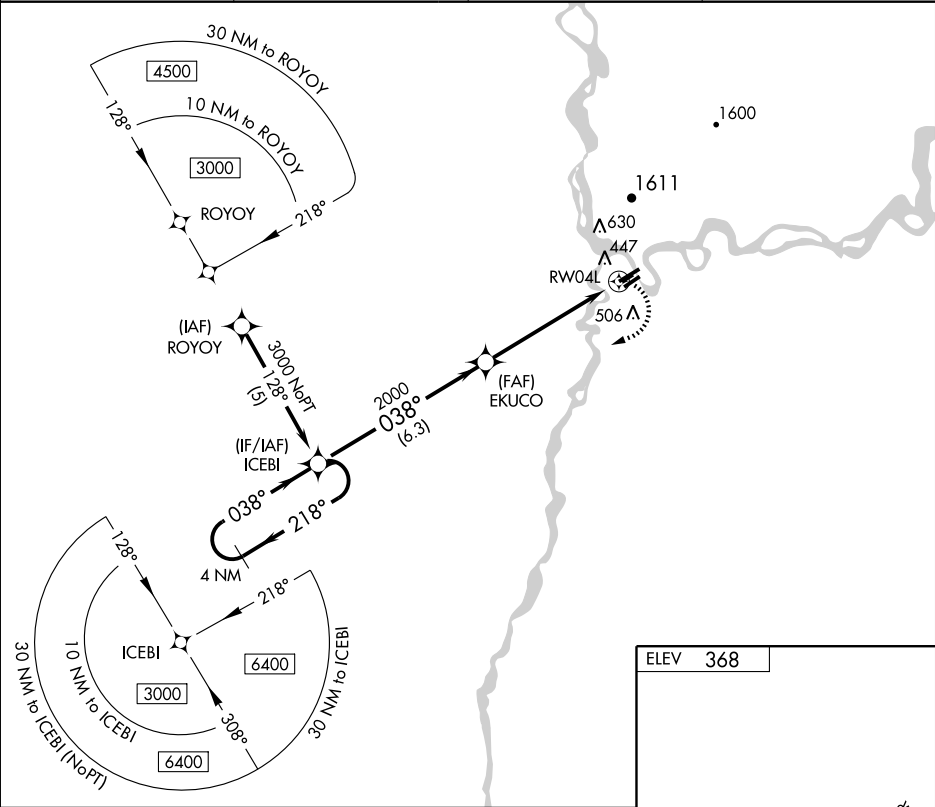 30 NM to ROYOY
4500
128°
10 NM to ROYOY
3000
218°
ROYOY
1600
1611
630
447
RW04L
506
(IAF)
ROYOY
3000 NoPT
128°
(5)
(FAF)
EKUCO
2000
038°
(6.3)
(IF/IAF)
ICEBI
038°
218°
4 NM
128°
218°
ICEBI
6400
3000
308°
10 NM to ICEBI
30 NM to ICEBI
30 NM to ICEBI (NoPT)
6400
ELEV 368